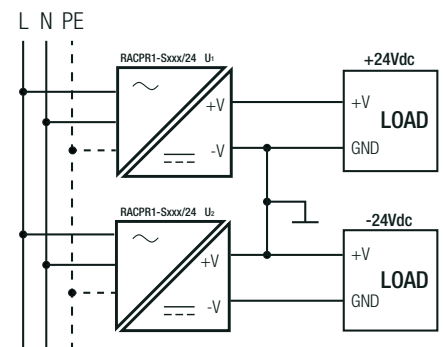 L N PE
RACPR1-Sxxx/24 U1
+24Vdc
+V
-V
+V
LOAD
GND
RACPR1-Sxxx/24 U2
-24Vdc
+V
-V
+V
LOAD
GND